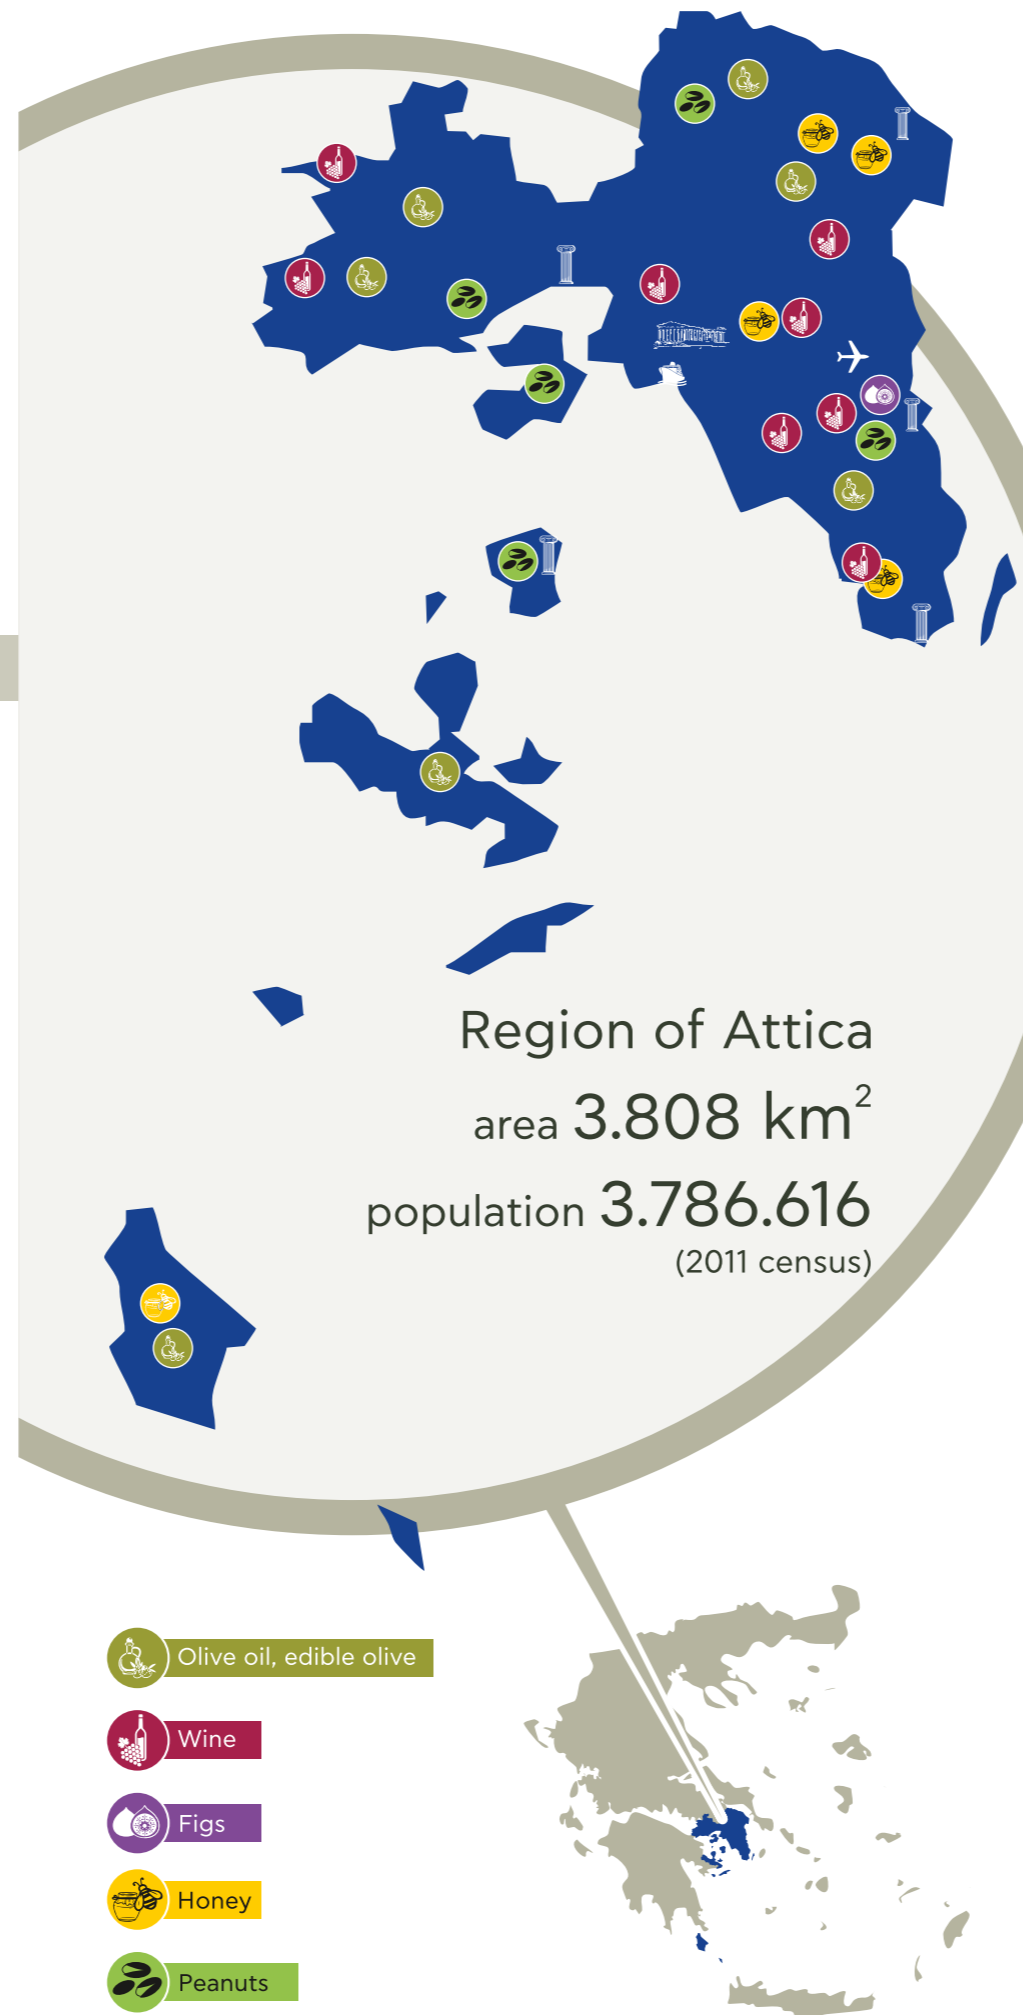 Region of Attica
area 3.808 km²
population 3.786.616
(2011 census)
Olive oil, edible olive
Wine
Figs
Honey
Peanuts